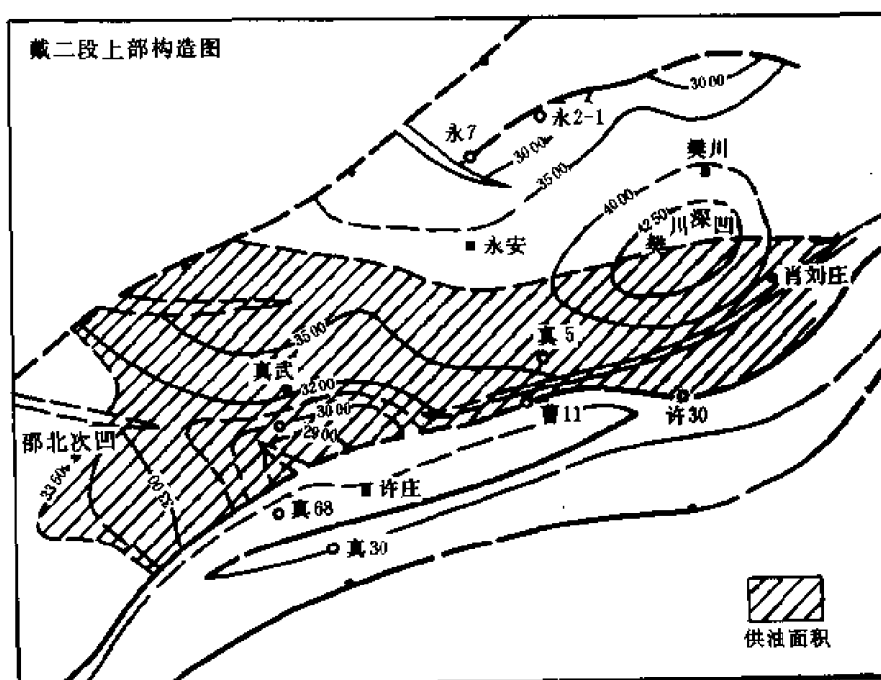 戴二段上部构造图
3000
永2-1
永7
3000
3500
樊川
4000
4250
樊川深凹
永安
肖刘庄
3500
真5
真武
3200
3000
2900
曹11
许30
邵北次凹
3350
3300
许庄
真68
真30
供油面积